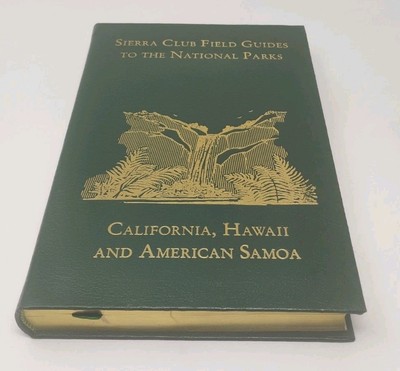 Sierra Club Field Guides
to the National Parks
California, Hawaii
and American Samoa